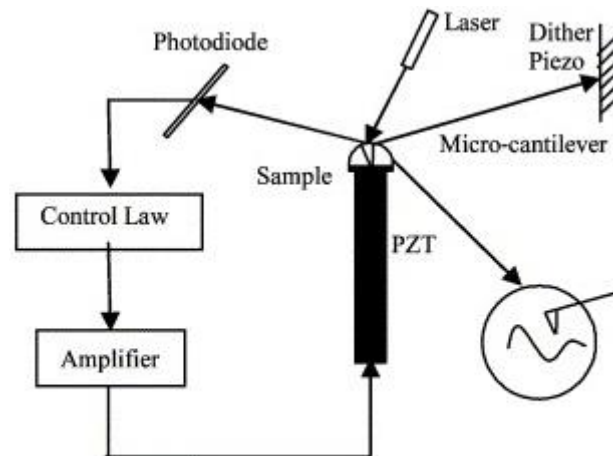 Photodiode
Laser
Dither
Piezo
Micro-cantilever
Sample
Control Law
PZT
Amplifier